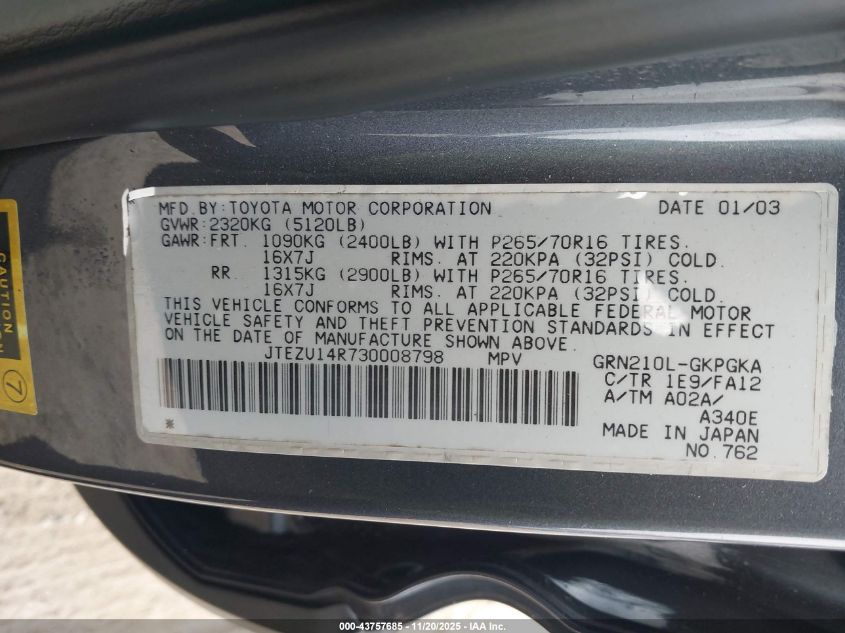 MFD.BY:TOYOTA MOTOR CORPORATION DATE 01/03
GVWR:2320KG (5120LB)
GAWR:FRT. 1090KG (2400LB) WITH P265/70R16 TIRES.
16X7J RIMS. AT 220KPA (32PSI) COLD.
RR. 1315KG (2900LB) WITH P265/70R16 TIRES.
16X7J RIMS. AT 220KPA (32PSI) COLD.
THIS VEHICLE CONFORMS TO ALL APPLICABLE FEDERAL MOTOR
VEHICLE SAFETY AND THEFT PREVENTION STANDARDS IN EFFECT
ON THE DATE OF MANUFACTURE SHOWN ABOVE.
JTEZU14R730008798 MPV GRN210L-GKPGKA
C/TR 1E9/FA12
A/TM A02A/
A340E
MADE IN JAPAN
NO.762
*
CAUTION
7
000-43757685 - 11/20/2025 - IAA Inc.